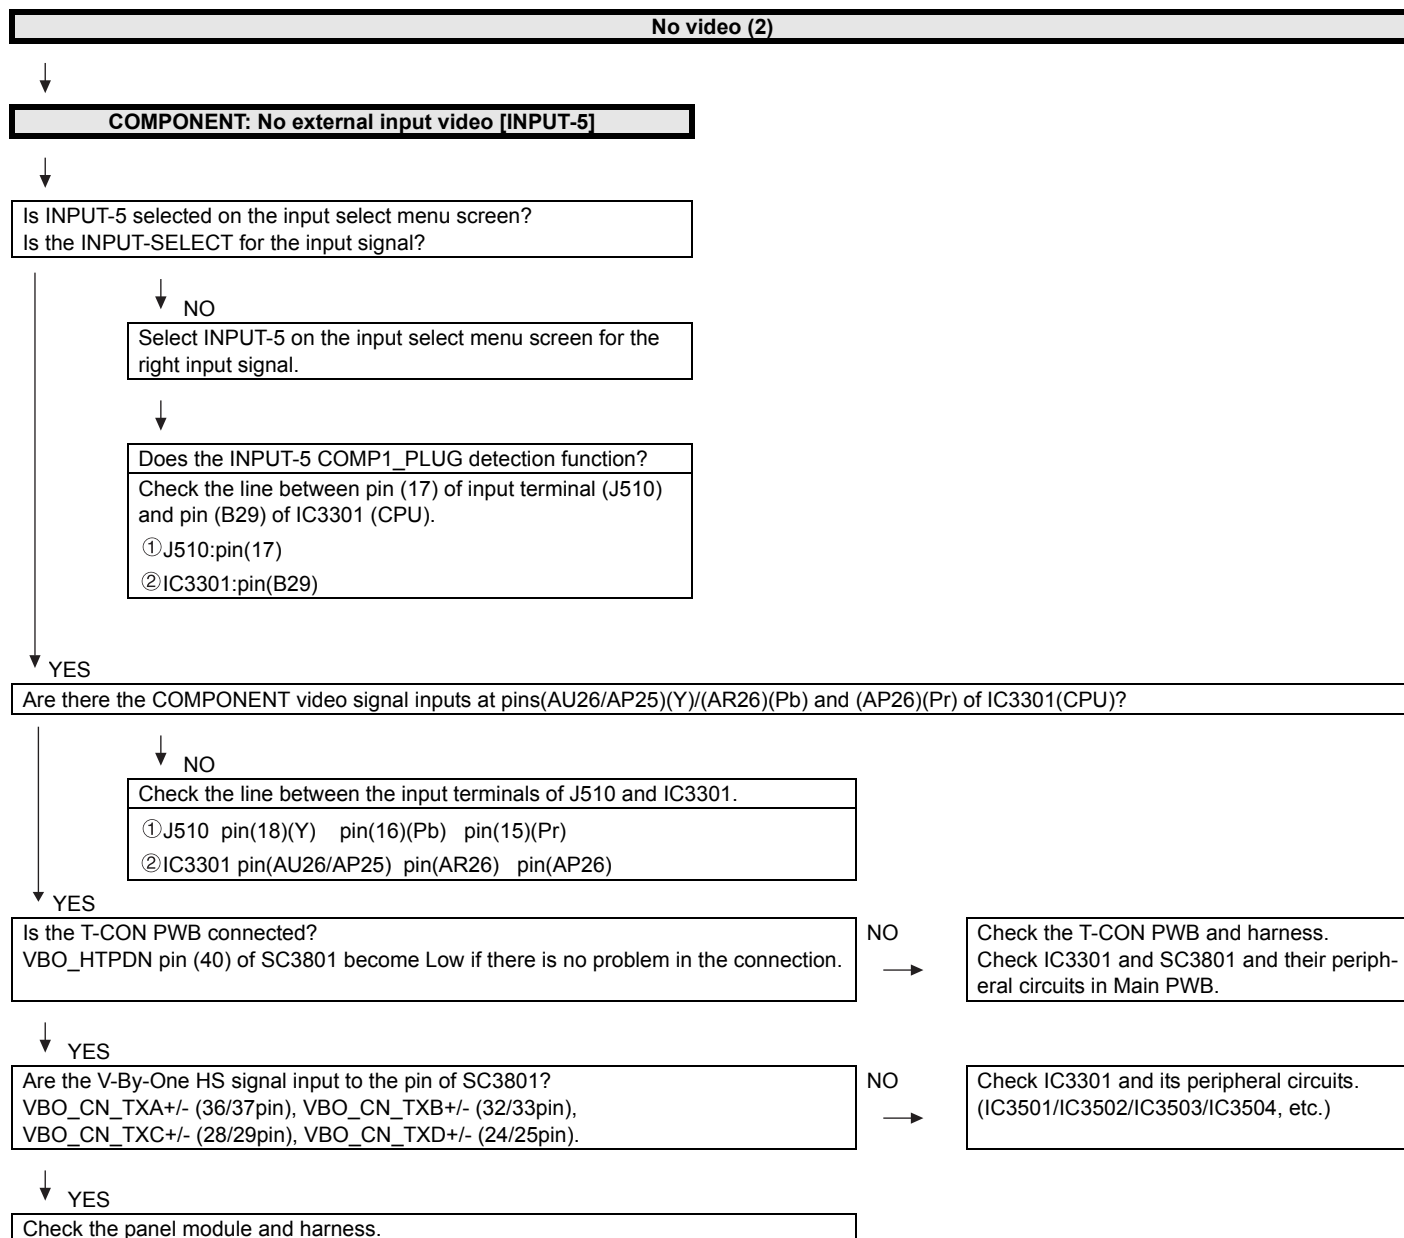 No video (2)
COMPONENT: No external input video [INPUT-5]
Is INPUT-5 selected on the input select menu screen?
Is the INPUT-SELECT for the input signal?
NO
Select INPUT-5 on the input select menu screen for the
right input signal.
Does the INPUT-5 COMP1_PLUG detection function?
Check the line between pin (17) of input terminal (J510)
and pin (B29) of IC3301 (CPU).
①J510:pin(17)
②IC3301:pin(B29)
YES
Are there the COMPONENT video signal inputs at pins(AU26/AP25)(Y)/(AR26)(Pb) and (AP26)(Pr) of IC3301(CPU)?
NO
Check the line between the input terminals of J510 and IC3301.
①J510 pin(18)(Y) pin(16)(Pb) pin(15)(Pr)
②IC3301 pin(AU26/AP25) pin(AR26) pin(AP26)
YES
Is the T-CON PWB connected?
VBO_HTPDN pin (40) of SC3801 become Low if there is no problem in the connection.
NO
Check the T-CON PWB and harness.
Check IC3301 and SC3801 and their periph-
eral circuits in Main PWB.
YES
Are the V-By-One HS signal input to the pin of SC3801?
VBO_CN_TXA+/- (36/37pin), VBO_CN_TXB+/- (32/33pin),
VBO_CN_TXC+/- (28/29pin), VBO_CN_TXD+/- (24/25pin).
NO
Check IC3301 and its peripheral circuits.
(IC3501/IC3502/IC3503/IC3504, etc.)
YES
Check the panel module and harness.